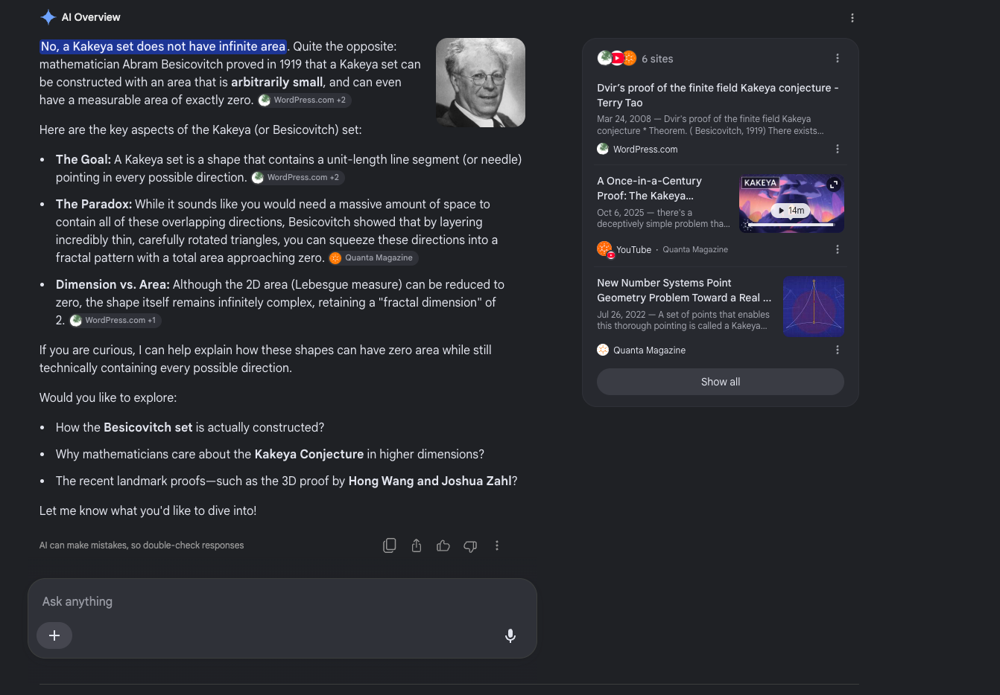 AI Overview
No, a Kakeya set does not have infinite area. Quite the opposite:
mathematician Abram Besicovitch proved in 1919 that a Kakeya set can
be constructed with an area that is arbitrarily small, and can even
have a measurable area of exactly zero. WordPress.com +2
Here are the key aspects of the Kakeya (or Besicovitch) set:
• The Goal: A Kakeya set is a shape that contains a unit-length line segment (or needle)
pointing in every possible direction. WordPress.com +2
• The Paradox: While it sounds like you would need a massive amount of space to
contain all of these overlapping directions, Besicovitch showed that by layering
incredibly thin, carefully rotated triangles, you can squeeze these directions into a
fractal pattern with a total area approaching zero. Quanta Magazine
• Dimension vs. Area: Although the 2D area (Lebesgue measure) can be reduced to
zero, the shape itself remains infinitely complex, retaining a "fractal dimension" of
2. WordPress.com +1
If you are curious, I can help explain how these shapes can have zero area while still
technically containing every possible direction.
Would you like to explore:
• How the Besicovitch set is actually constructed?
• Why mathematicians care about the Kakeya Conjecture in higher dimensions?
• The recent landmark proofs—such as the 3D proof by Hong Wang and Joshua Zahl?
Let me know what you'd like to dive into!
AI can make mistakes, so double-check responses
Ask anything
6 sites
Dvir's proof of the finite field Kakeya conjecture -
Terry Tao
Mar 24, 2008 — Dvir's proof of the finite field Kakeya
conjecture * Theorem. ( Besicovitch, 1919) There exists...
WordPress.com
A Once-in-a-Century
Proof: The Kakeya...
Oct 6, 2025 — there's a
deceptively simple problem tha...
KAKEYA
14m
YouTube · Quanta Magazine
New Number Systems Point
Geometry Problem Toward a Real ...
Jul 26, 2022 — A set of points that enables
this thorough pointing is called a Kakeya...
Quanta Magazine
Show all